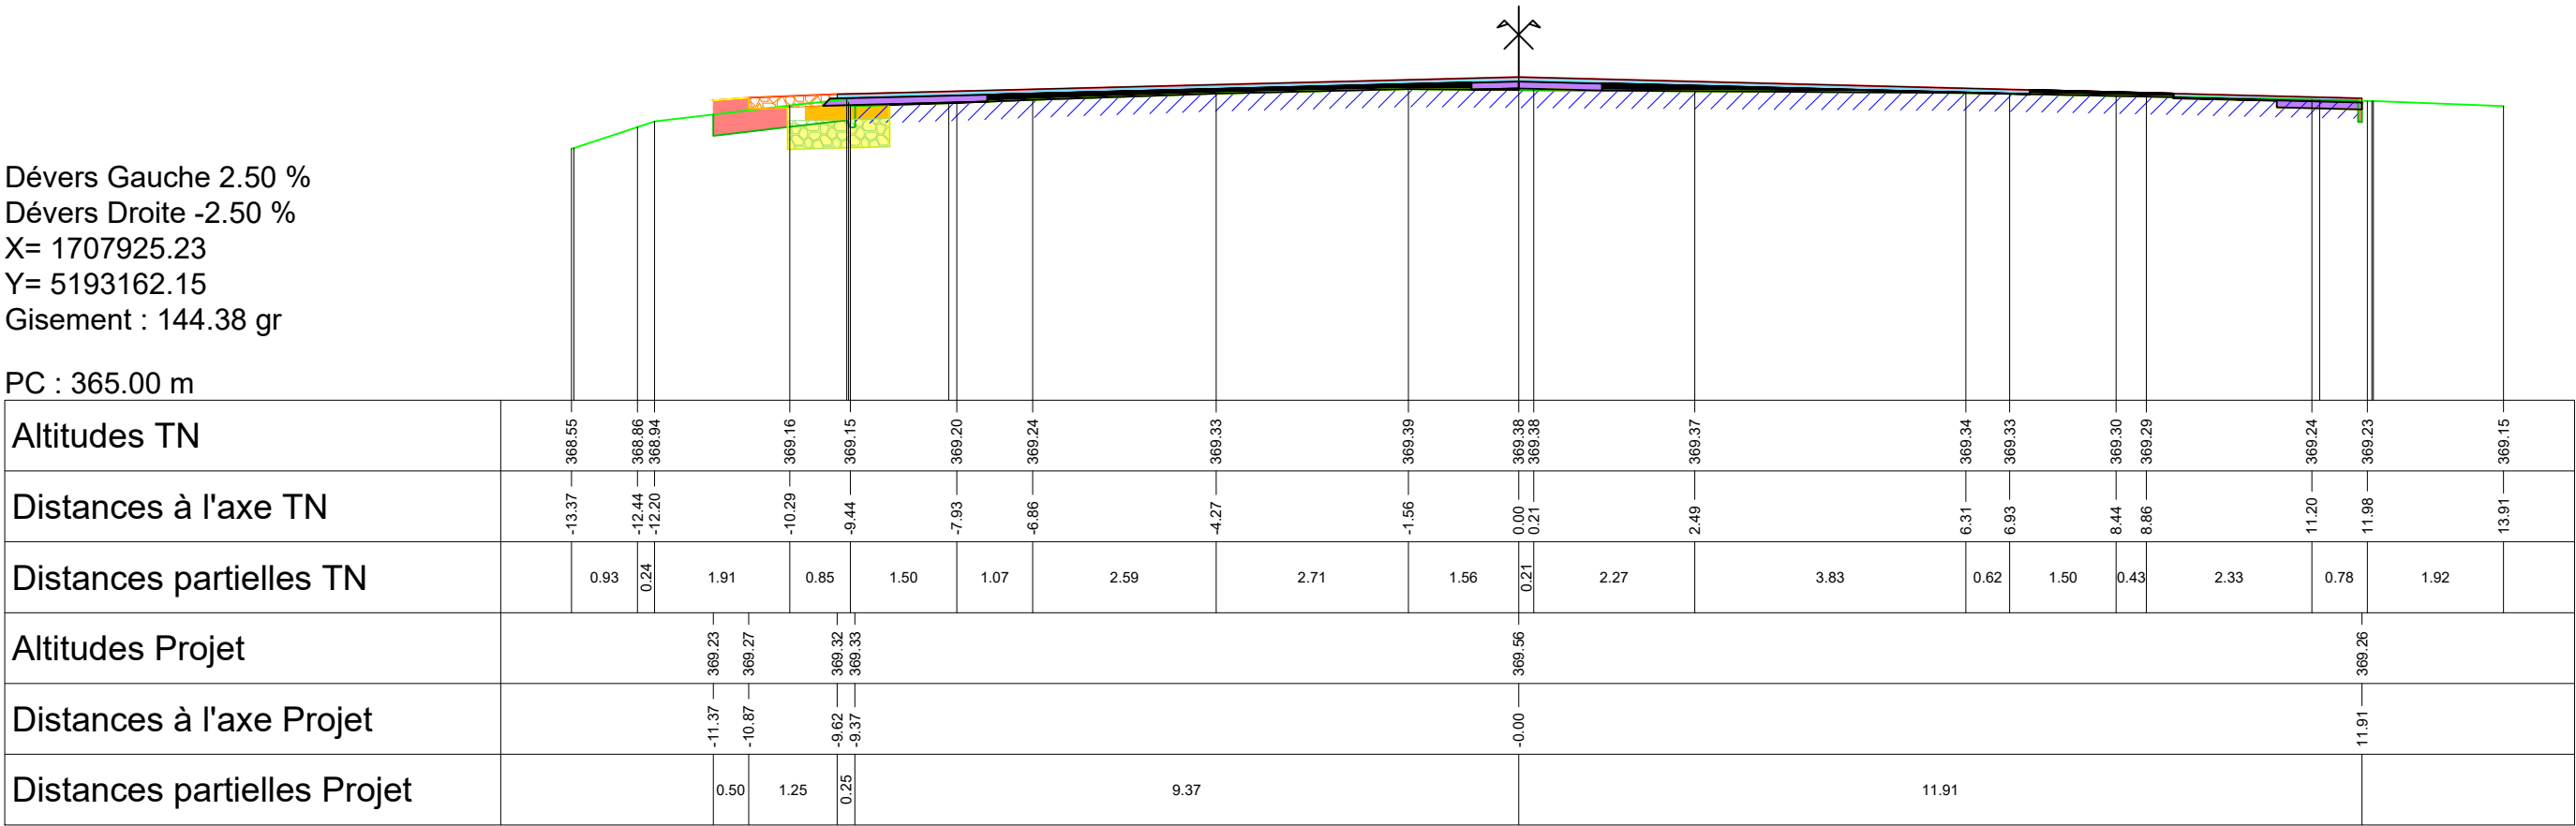 Dévers Gauche 2.50 %
Dévers Droite -2.50 %
X= 1707925.23
Y= 5193162.15
Gisement : 144.38 gr
PC : 365.00 m
Altitudes TN 368.55 368.86 368.94 369.16 369.15 369.20 369.24 369.33 369.39 369.38 369.38 369.37 369.34 369.33 369.30 369.29 369.24 369.23 369.15
Distances à l'axe TN -13.37 -12.44 -12.20 -10.29 -9.44 -7.93 -6.86 -4.27 -1.56 0.00 0.21 2.49 6.31 6.93 8.44 8.86 11.20 11.98 13.91
Distances partielles TN 0.93 0.24 1.91 0.85 1.50 1.07 2.59 2.71 1.56 0.21 2.27 3.83 0.62 1.50 0.43 2.33 0.78 1.92
Altitudes Projet 369.23 369.27 369.32 369.33 369.56 369.26
Distances à l'axe Projet -11.37 -10.87 -9.62 -9.37 -0.00 11.91
Distances partielles Projet 0.50 1.25 0.25 9.37 11.91